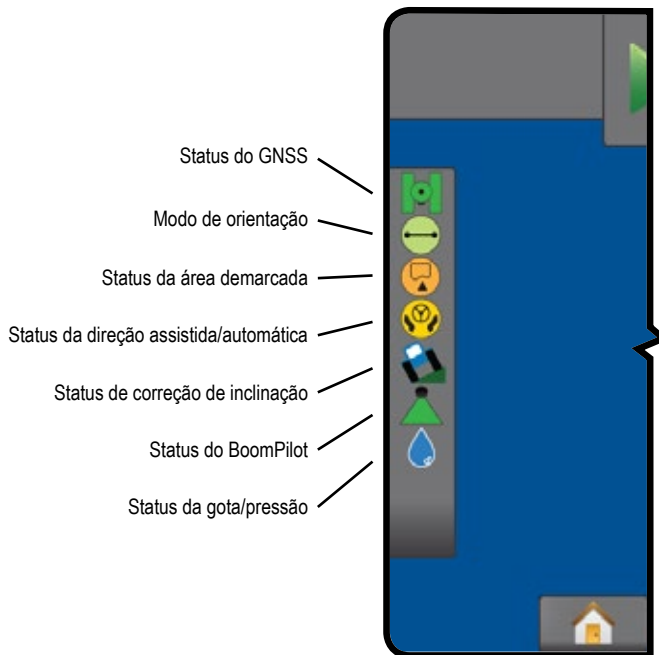 Status do GNSS
Modo de orientação
Status da área demarcada
Status da direção assistida/automática
Status de correção de inclinação
Status do BoomPilot
Status da gota/pressão